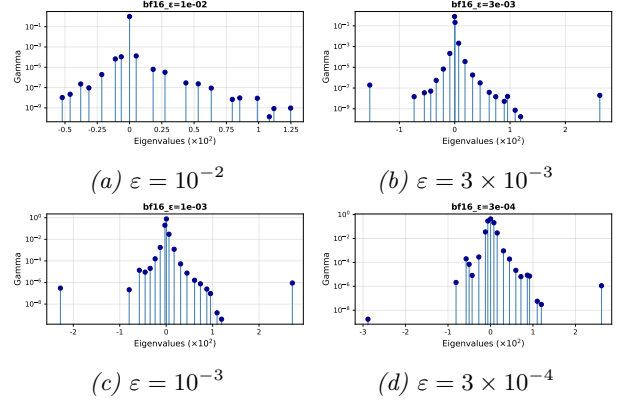 bf16_ε=1e-02
bf16_ε=3e-03
Gamma
10⁻¹
10⁻³
10⁻⁵
10⁻⁷
10⁻⁹
-0.5
-0.25
0
0.25
0.5
0.75
1
1.25
Eigenvalues (×10²)
Gamma
10⁻¹
10⁻³
10⁻⁵
10⁻⁷
10⁻⁹
-1
0
1
2
Eigenvalues (×10²)
(a) ε = 10⁻²
(b) ε = 3 × 10⁻³
bf16_ε=1e-03
bf16_ε=3e-04
Gamma
10⁰
10⁻²
10⁻⁴
10⁻⁶
10⁻⁸
-2
0
2
Eigenvalues (×10²)
Gamma
10⁰
10⁻²
10⁻⁴
10⁻⁶
10⁻⁸
-3
-2
-1
0
1
2
Eigenvalues (×10²)
(c) ε = 10⁻³
(d) ε = 3 × 10⁻⁴